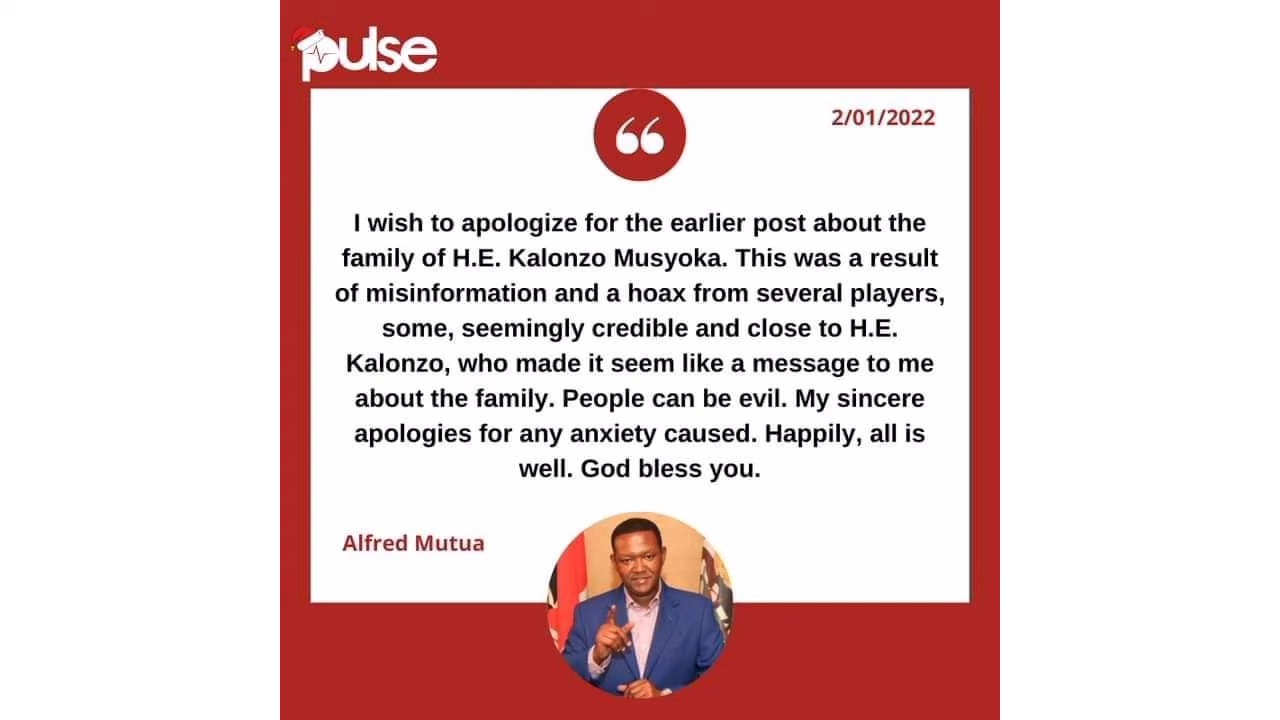 pulse
2/01/2022
I wish to apologize for the earlier post about the
family of H.E. Kalonzo Musyoka. This was a result
of misinformation and a hoax from several players,
some, seemingly credible and close to H.E.
Kalonzo, who made it seem like a message to me
about the family. People can be evil. My sincere
apologies for any anxiety caused. Happily, all is
well. God bless you.
Alfred Mutua